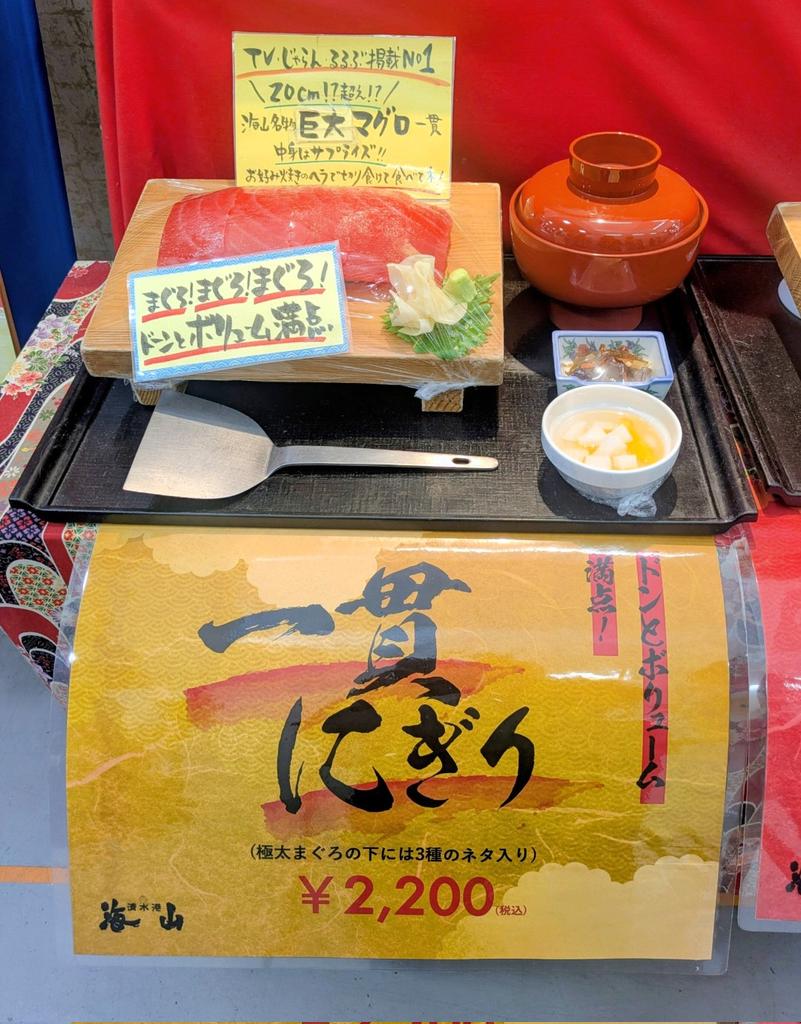 TV・じゃらん・るるぶ掲載No1
\20cm!?超え!?/
海山名物 巨大マグロ一貫
中身はサプライズ!!
お好み焼きのヘラで切り分けて食べてネ!
まぐろ!まぐろ!まぐろ!
ドーンとボリューム満点
ドンとボリューム
満点!
一貫
にぎり
(極太まぐろの下には3種のネタ入り)
¥2,200(税込)
清水港
海山